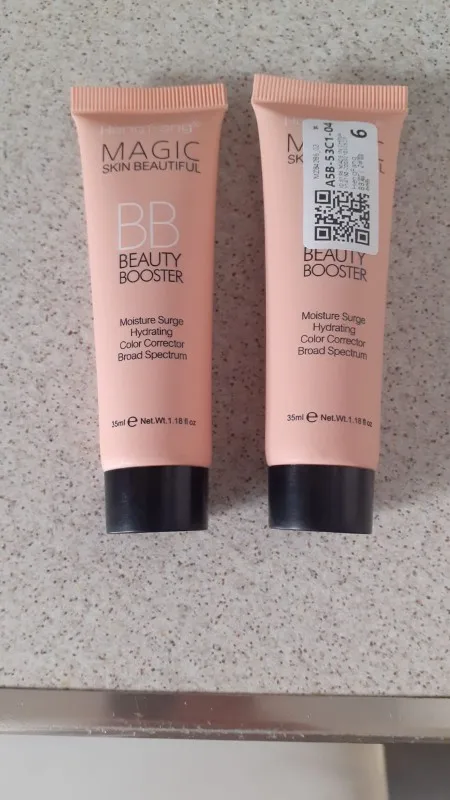 MAGIC
SKIN BEAUTIFUL
BB
BEAUTY
BOOSTER
Moisture Surge
Hydrating
Color Corrector
Broad Spectrum
35ml e Net.Wt.1.18 fl oz
A5B-53C1-04
6
BEAUTY
BOOSTER
Moisture Surge
Hydrating
Color Corrector
Broad Spectrum
35ml e Net.Wt.1.18 fl oz